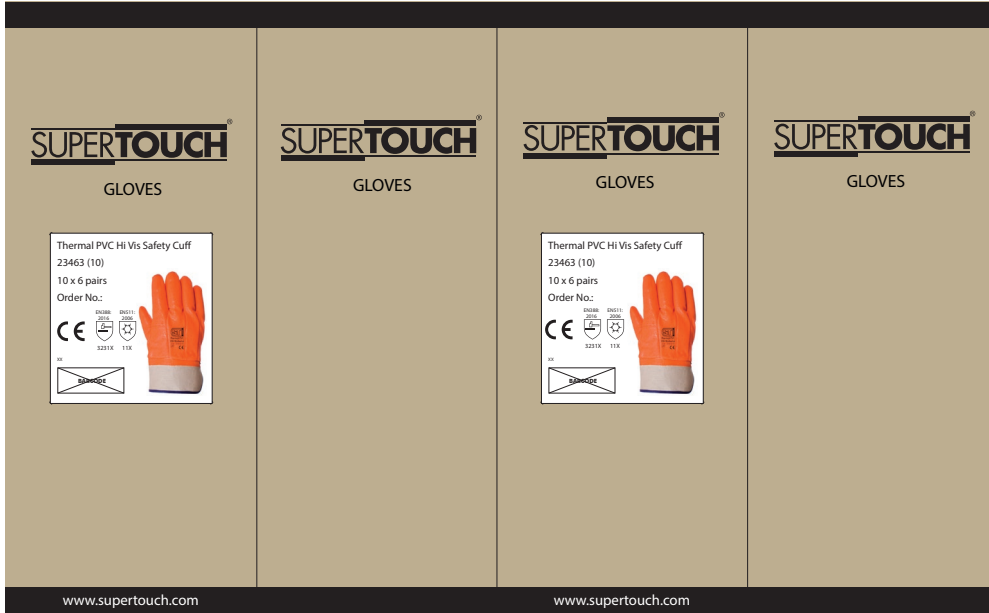 SUPERTOUCH®
GLOVES
Thermal PVC Hi Vis Safety Cuff
23463 (10)
10 x 6 pairs
Order No.:
CE
EN388: EN511:
2016 2006
3231X 11X
xx
BARCODE
www.supertouch.com
SUPERTOUCH®
GLOVES
SUPERTOUCH®
GLOVES
Thermal PVC Hi Vis Safety Cuff
23463 (10)
10 x 6 pairs
Order No.:
CE
EN388: EN511:
2016 2006
3231X 11X
xx
BARCODE
www.supertouch.com
SUPERTOUCH®
GLOVES